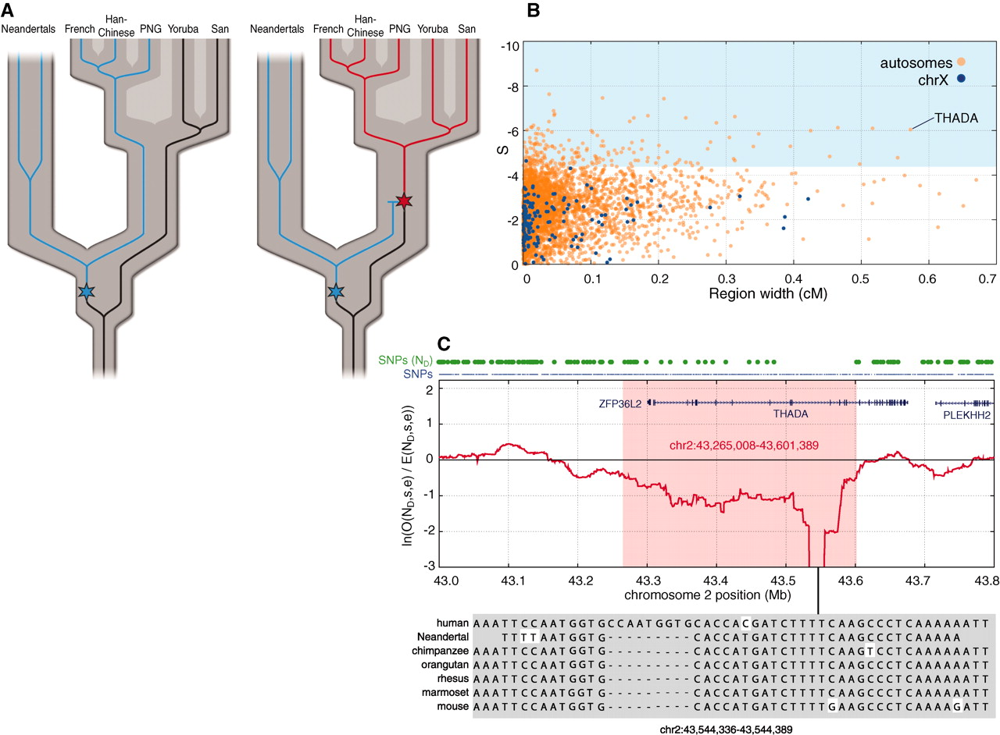 A
Neandertals French Han-Chinese PNG Yoruba San
Neandertals French Han-Chinese PNG Yoruba San
B
S
-10
-8
-6
-4
-2
0
autosomes
chrX
THADA
0 0.1 0.2 0.3 0.4 0.5 0.6 0.7
Region width (cM)
C
SNPs (ND)
SNPs
ln(O(ND,s,e) / E(ND,s,e))
2
1
0
-1
-2
-3
ZFP36L2
THADA
PLEKHH2
chr2:43,265,008-43,601,389
43.0 43.1 43.2 43.3 43.4 43.5 43.6 43.7 43.8
chromosome 2 position (Mb)
human AAATTCCAATGGTGCCAATGGTGCACCACGATCTTTTCAAGCCCTCAAAAAATT
Neandertal TTTTAATGGTG---------CACCATGATCTTTTCAAGCCCTCAAAAAA
chimpanzee AAATTCCAATGGTG---------CACCATGATCTTTTCAAGTCCTCAAAAAATT
orangutan AAATTCCAATGGTG---------CACCATGATCTTTTCAAGCCCTCAAAAAATT
rhesus AAATTCCAATGGTG---------CACCATGATCTTTTCAAGCCCTCAAAAAATT
marmoset AAATTCCAATGGTG---------CACCATGATCTTTTCAAGCCCTCAAAAAATT
mouse AAATTCCAATGGTG---------CACCATGATCTTTTGAAGCCCTCAAAAGATT
chr2:43,544,336-43,544,389